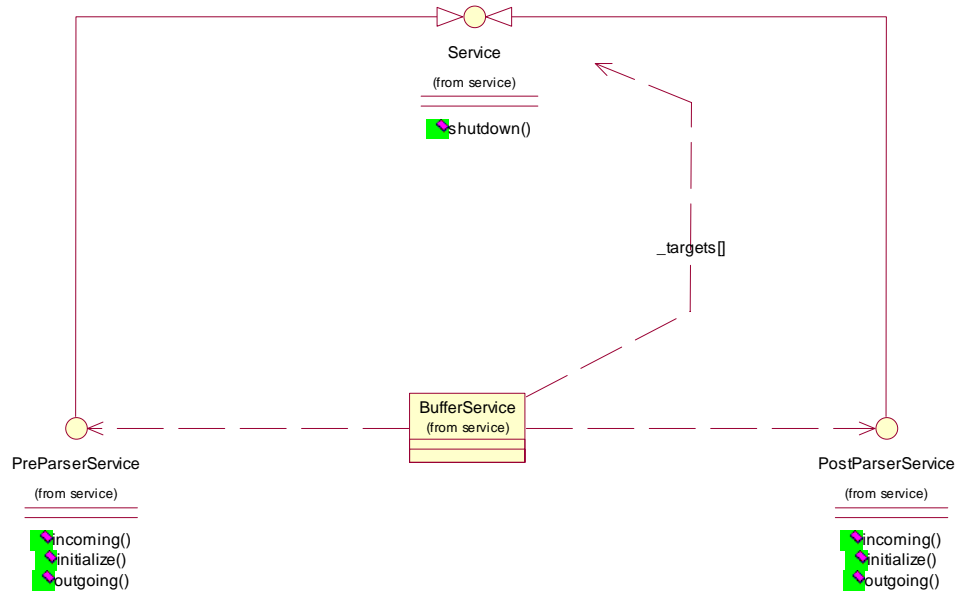 Service
(from service)
shutdown()
_targets[]
BufferService
(from service)
PreParserService
(from service)
incoming()
initialize()
outgoing()
PostParserService
(from service)
incoming()
initialize()
outgoing()